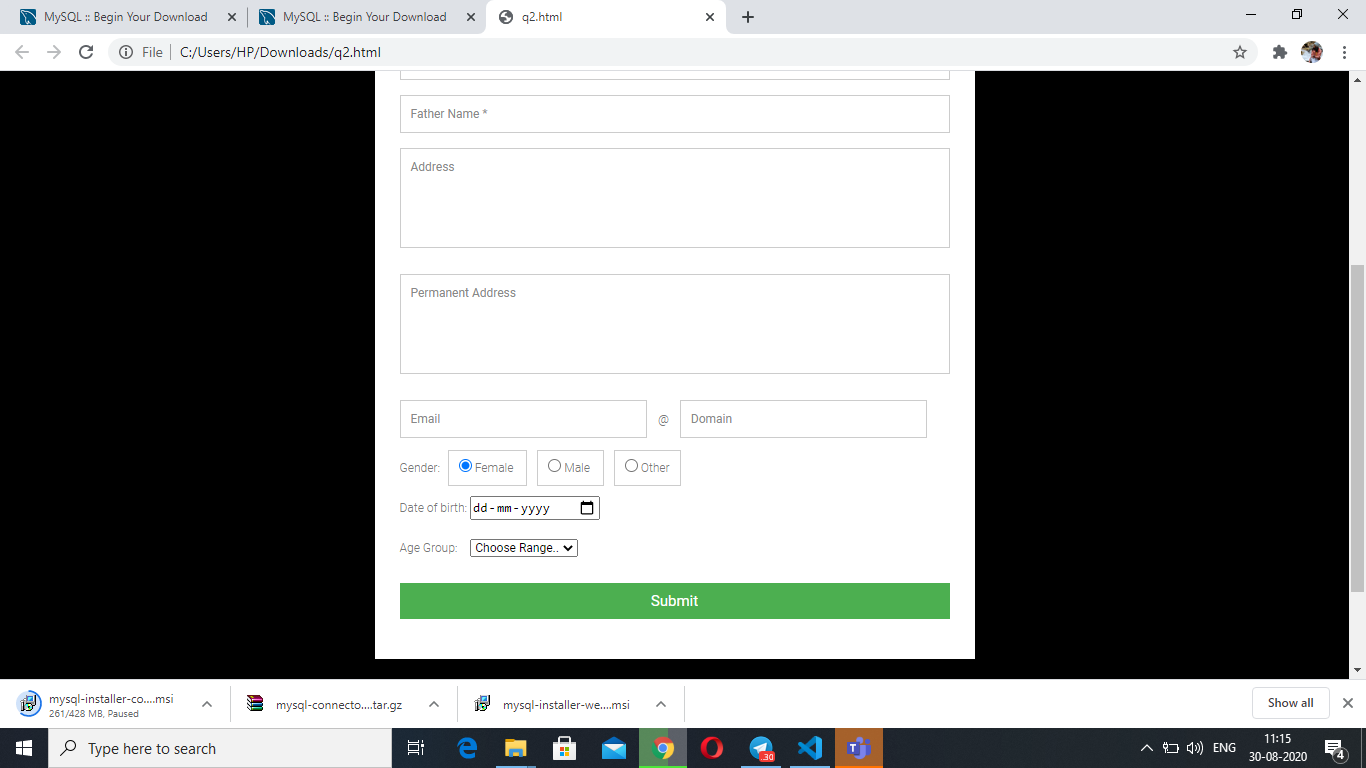 MySQL :: Begin Your Download
MySQL :: Begin Your Download
q2.html
File
C:/Users/HP/Downloads/q2.html
Father Name *
Address
Permanent Address
Email @ Domain
Gender: Female Male Other
Date of birth: dd-mm-yyyy
Age Group: Choose Range..
Submit
mysql-installer-co....msi
261/428 MB, Paused
mysql-connecto....tar.gz
mysql-installer-we....msi
Show all
Type here to search
.30
ENG
11:15
30-08-2020
4